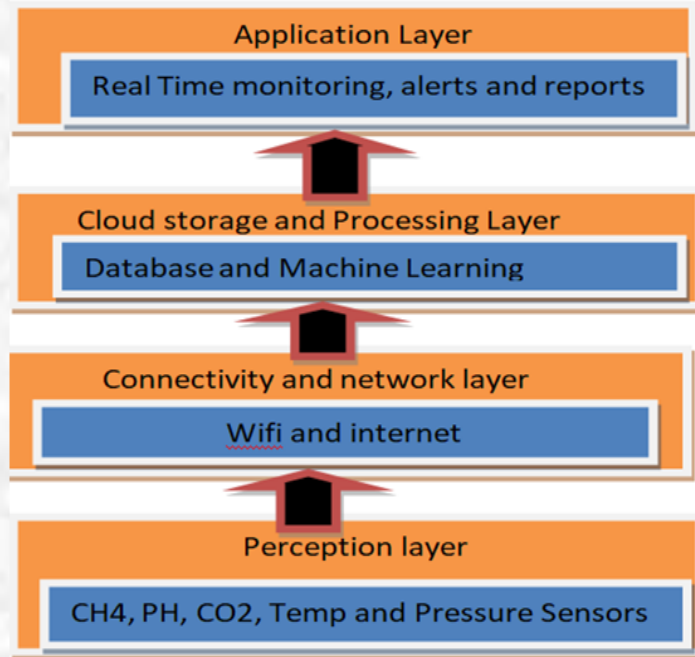 Application Layer
Real Time monitoring, alerts and reports
Cloud storage and Processing Layer
Database and Machine Learning
Connectivity and network layer
Wifi and internet
Perception layer
CH4, PH, CO2, Temp and Pressure Sensors